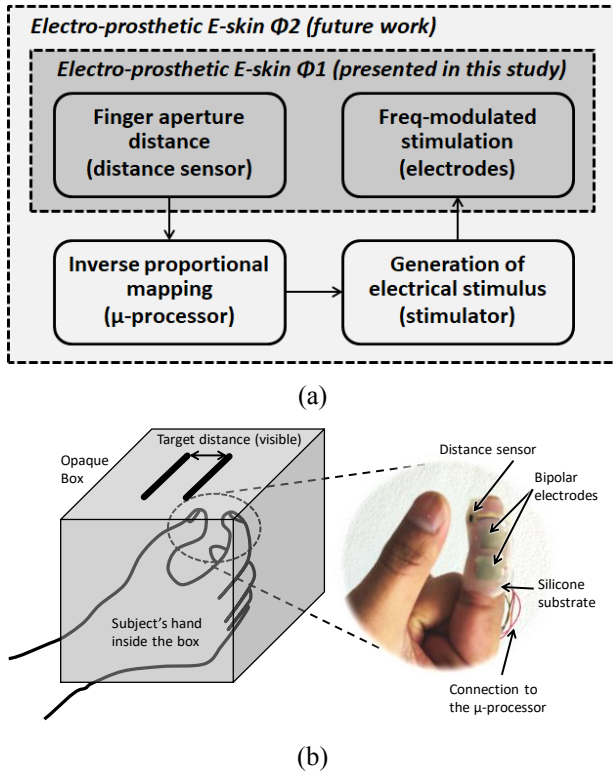 Electro-prosthetic E-skin Φ2 (future work)
Electro-prosthetic E-skin Φ1 (presented in this study)
Finger aperture
distance
(distance sensor)
Freq-modulated
stimulation
(electrodes)
Inverse proportional
mapping
(μ-processor)
Generation of
electrical stimulus
(stimulator)
(a)
Target distance (visible)
Opaque
Box
Subject's hand
inside the box
Distance sensor
Bipolar
electrodes
Silicone
substrate
Connection to
the μ-processor
(b)